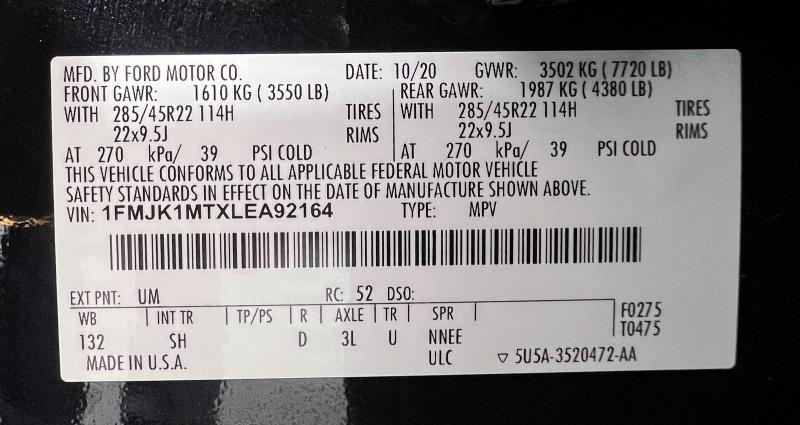 MFD. BY FORD MOTOR CO. DATE: 10/20 GVWR: 3502 KG ( 7720 LB)
FRONT GAWR: 1610 KG ( 3550 LB) REAR GAWR: 1987 KG ( 4380 LB)
WITH 285/45R22 114H TIRES WITH 285/45R22 114H TIRES
22x9.5J RIMS 22x9.5J RIMS
AT 270 kPa/ 39 PSI COLD AT 270 kPa/ 39 PSI COLD
THIS VEHICLE CONFORMS TO ALL APPLICABLE FEDERAL MOTOR VEHICLE
SAFETY STANDARDS IN EFFECT ON THE DATE OF MANUFACTURE SHOWN ABOVE.
VIN: 1FMJK1MTXLEA92164 TYPE: MPV
EXT PNT: UM RC: 52 DSO:
WB INT TR TP/PS R AXLE TR SPR F0275
T0475
132 SH D 3L U NNEE
MADE IN U.S.A. ULC 5U5A-3520472-AA